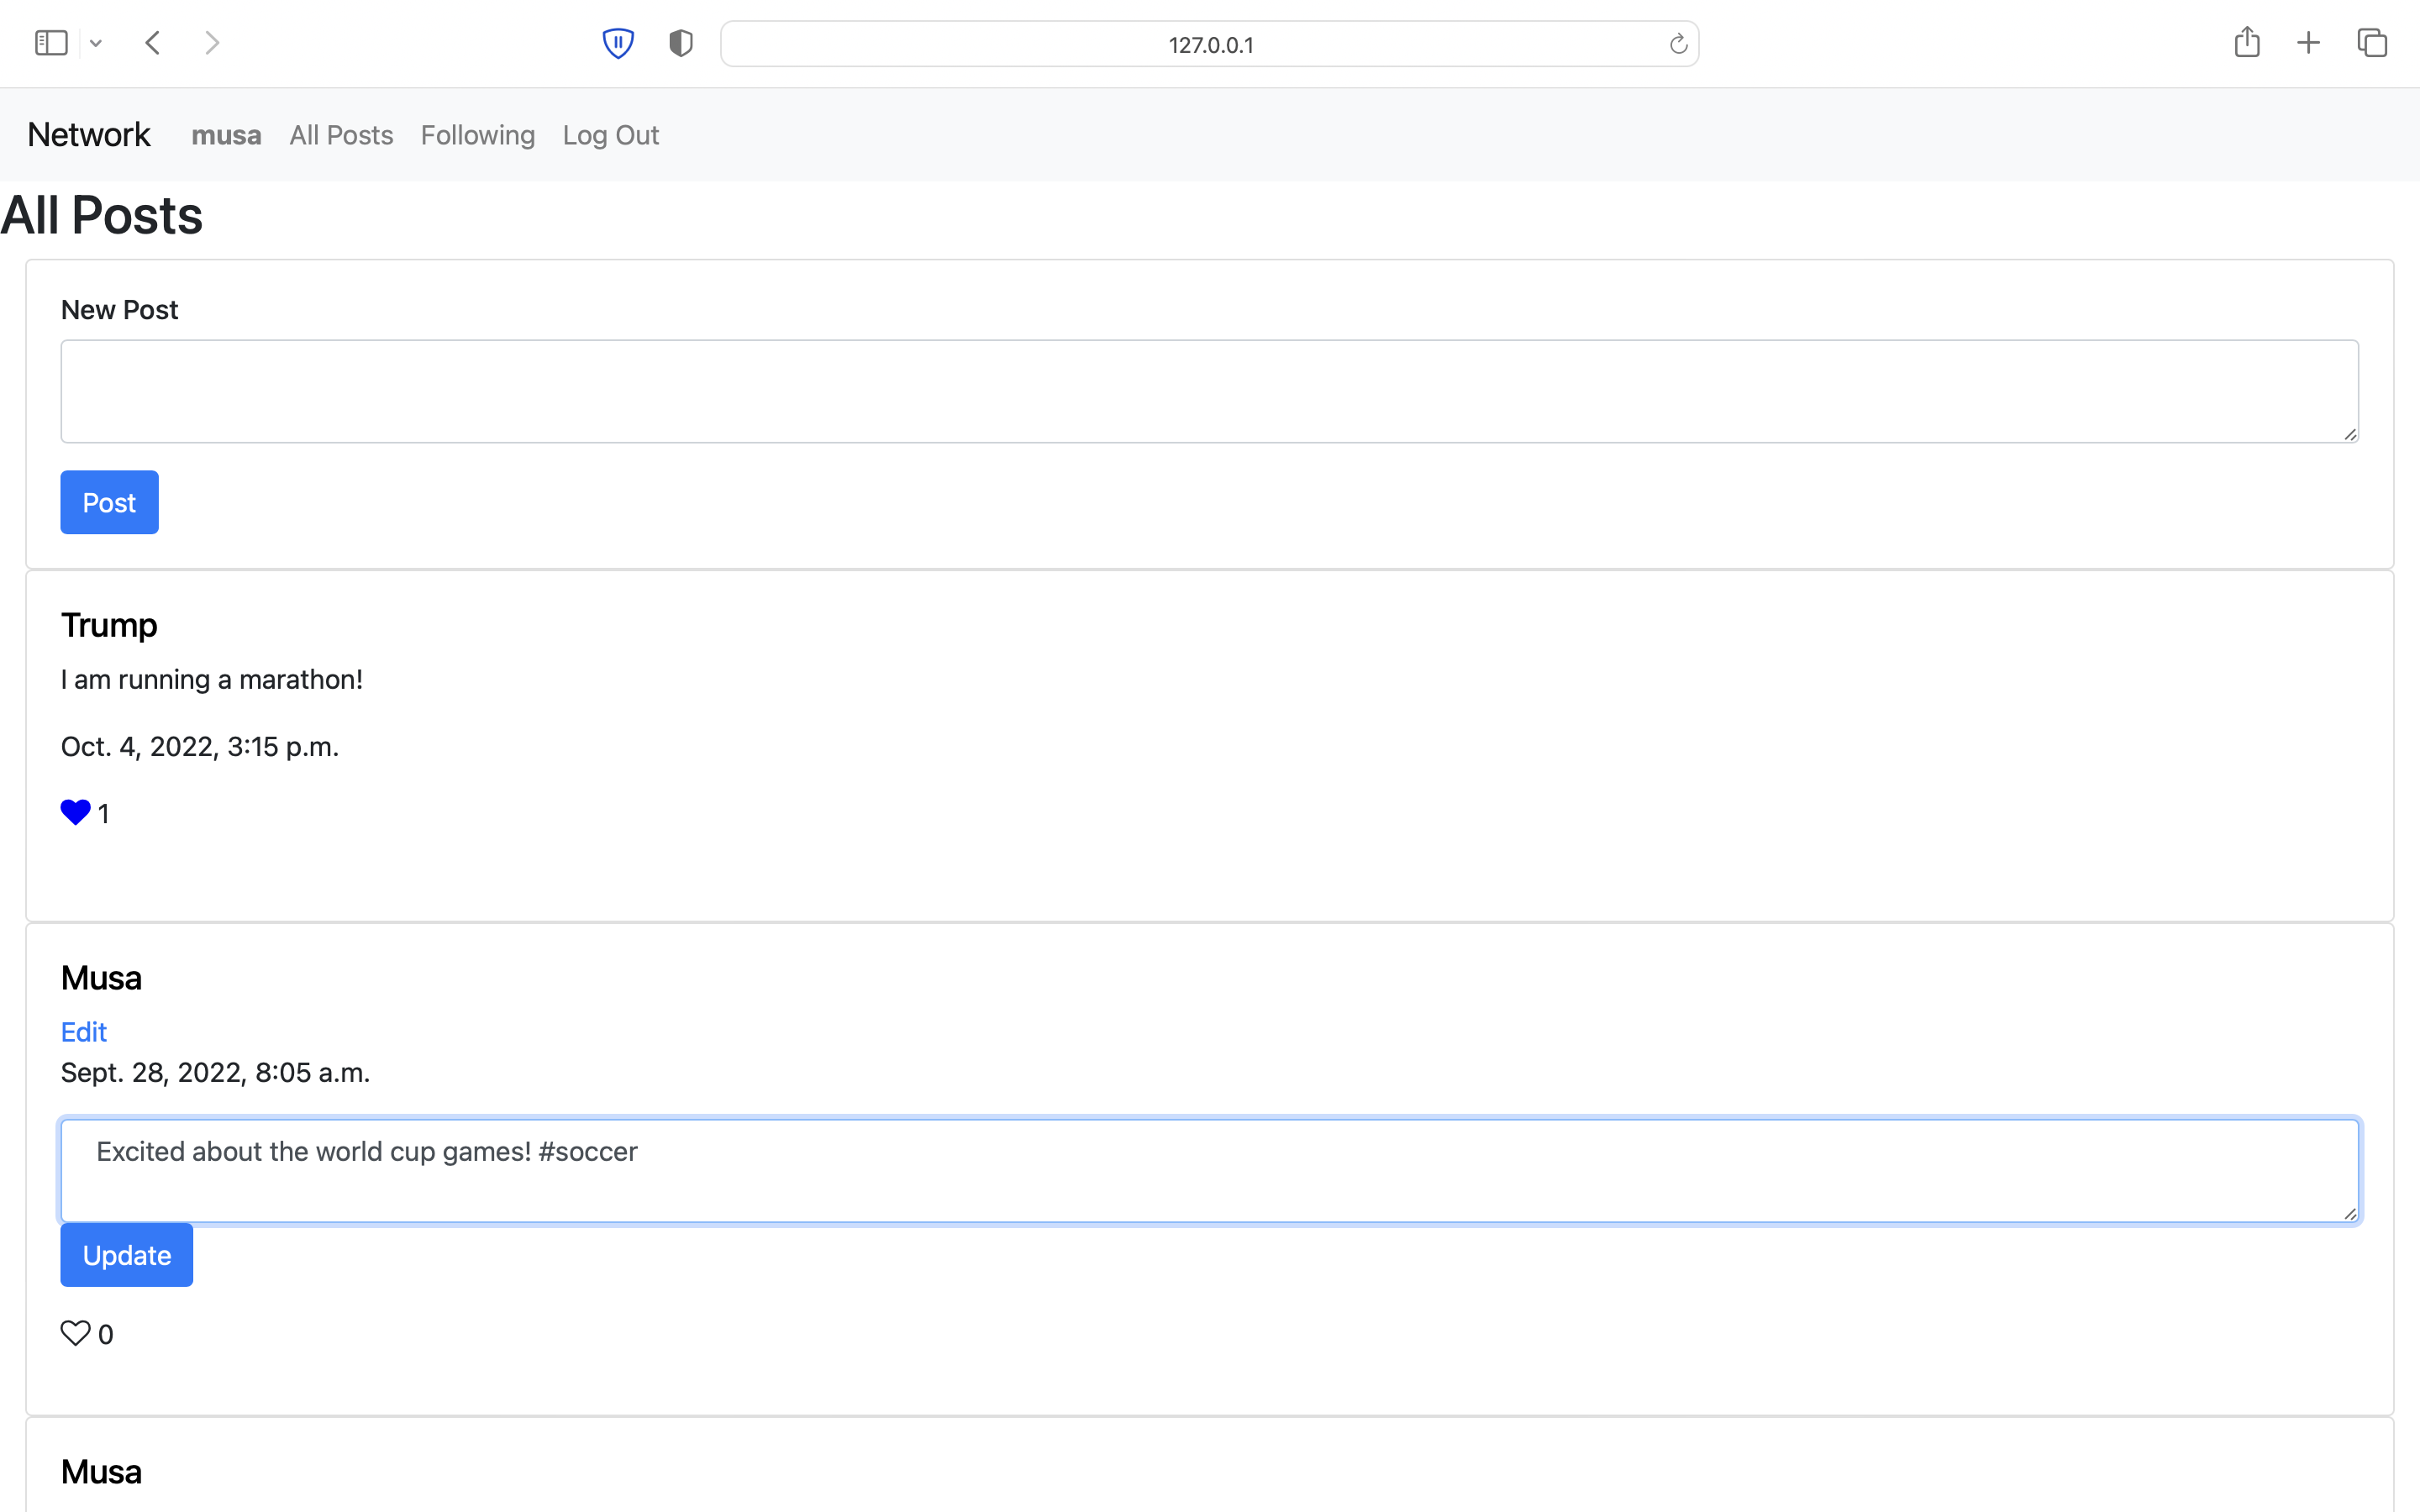 127.0.0.1
Network musa All Posts Following Log Out
All Posts
New Post
Post
Trump
I am running a marathon!
Oct. 4, 2022, 3:15 p.m.
1
Musa
Edit
Sept. 28, 2022, 8:05 a.m.
Excited about the world cup games! #soccer
Update
0
Musa